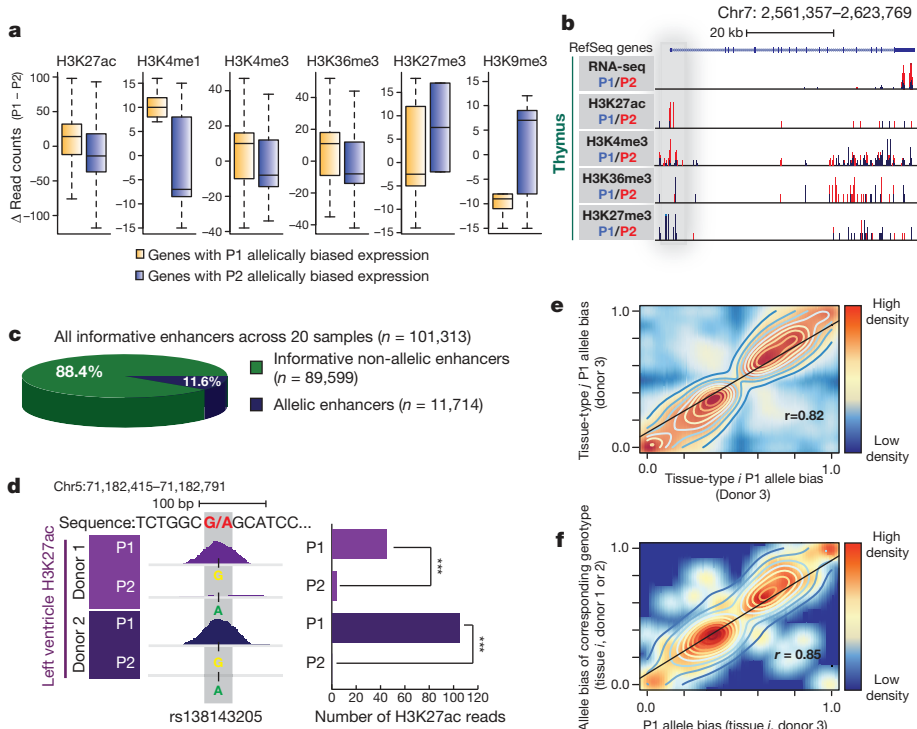 a
H3K27ac H3K4me1 H3K4me3 H3K36me3 H3K27me3 H3K9me3
Δ Read counts (P1 – P2)
100 50 0 −50 −100
15 10 5 0 −5 −10 −15
40 20 0 −20 −40
40 20 0 −20 −40
15 10 5 0 −5 −10 −15
10 5 0 −5 −10 −15
Genes with P1 allelically biased expression
Genes with P2 allelically biased expression
b
Chr7: 2,561,357–2,623,769
20 kb
RefSeq genes
Thymus
RNA-seq
P1/P2
H3K27ac
P1/P2
H3K4me3
P1/P2
H3K36me3
P1/P2
H3K27me3
P1/P2
c
All informative enhancers across 20 samples (n = 101,313)
88.4%
11.6%
Informative non-allelic enhancers
(n = 89,599)
Allelic enhancers (n = 11,714)
d
Chr5:71,182,415–71,182,791
100 bp
Sequence:TCTGGC G/A GCATCC...
Left ventricle H3K27ac
Donor 1
P1
G
P2
A
Donor 2
P1
G
P2
A
rs138143205
P1
P2
***
P1
P2
***
0 20 40 60 80 100 120
Number of H3K27ac reads
e
Tissue-type j P1 allele bias
(donor 3)
1.0
0.0
r=0.82
0.0 1.0
Tissue-type i P1 allele bias
(Donor 3)
High
density
Low
density
f
Allele bias of corresponding genotype
(tissue i, donor 1 or 2)
1.0
0.0
r = 0.85
0.0 1.0
P1 allele bias (tissue i, donor 3)
High
density
Low
density